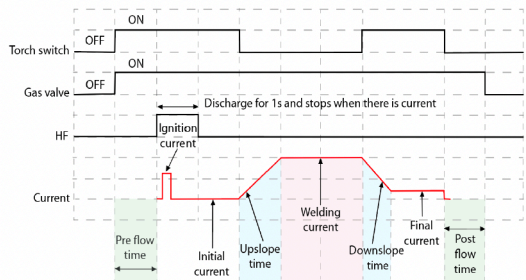 ON
Torch switch
OFF
ON
Gas valve
OFF
Discharge for 1s and stops when there is current
HF
Ignition
current
Current
Pre flow
time
Initial
current
Upslope
time
Welding
current
Downslope
time
Final
current
Post
flow
time